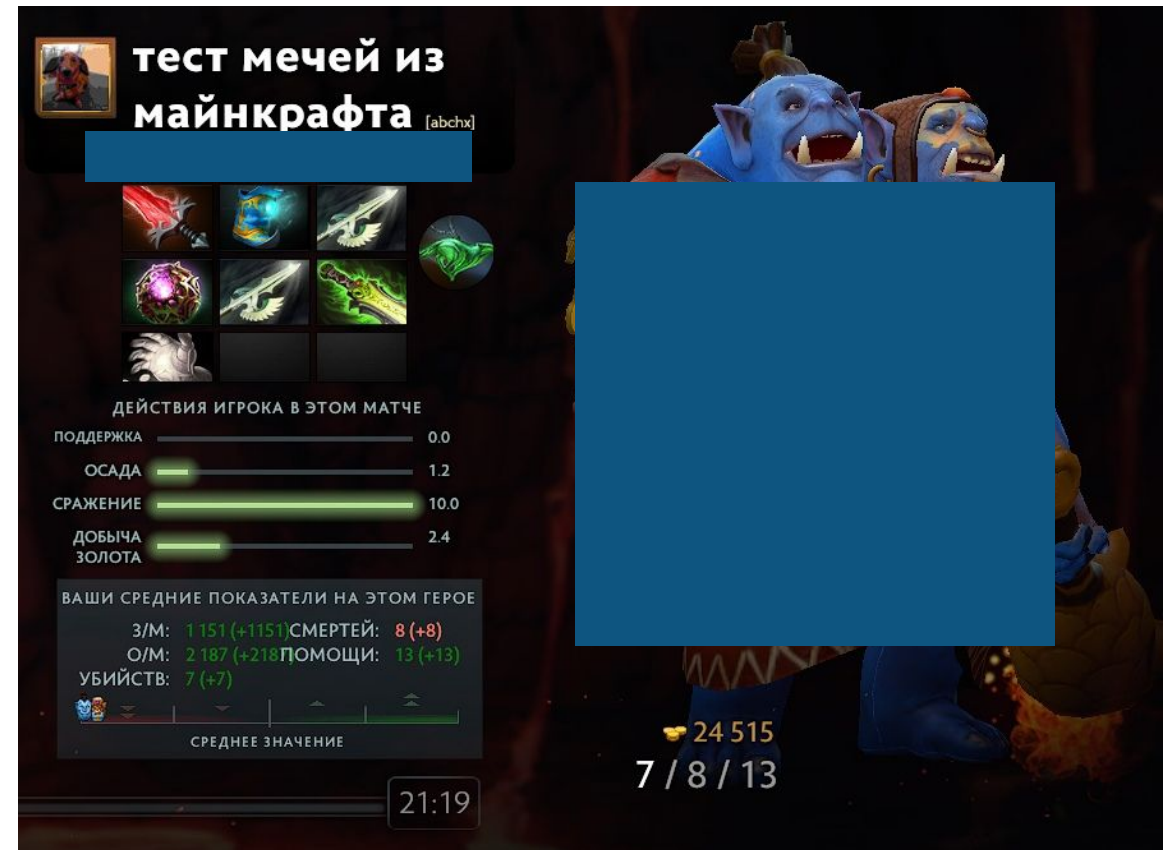 тест мечей из
майнкрафта [abchx]
ДЕЙСТВИЯ ИГРОКА В ЭТОМ МАТЧЕ
ПОДДЕРЖКА 0.0
ОСАДА 1.2
СРАЖЕНИЕ 10.0
ДОБЫЧА 2.4
ЗОЛОТА
ВАШИ СРЕДНИЕ ПОКАЗАТЕЛИ НА ЭТОМ ГЕРОЕ
З/М: 1 151 (+1151) СМЕРТЕЙ: 8 (+8)
О/М: 2 187 (+218 ПОМОЩИ: 13 (+13)
УБИЙСТВ: 7 (+7)
СРЕДНЕЕ ЗНАЧЕНИЕ
21:19
24 515
7 / 8 / 13